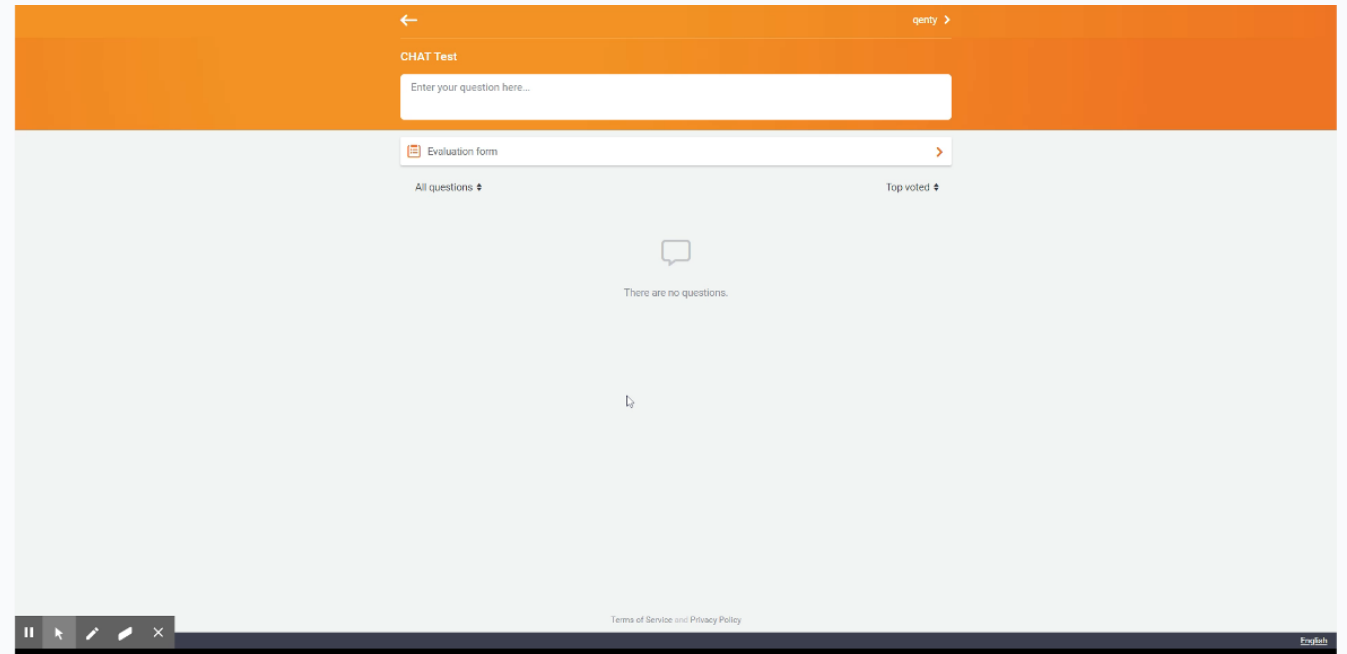 qenty
CHAT Test
Enter your question here...
Evaluation form
All questions
Top voted
There are no questions.
Terms of Service and Privacy Policy
English